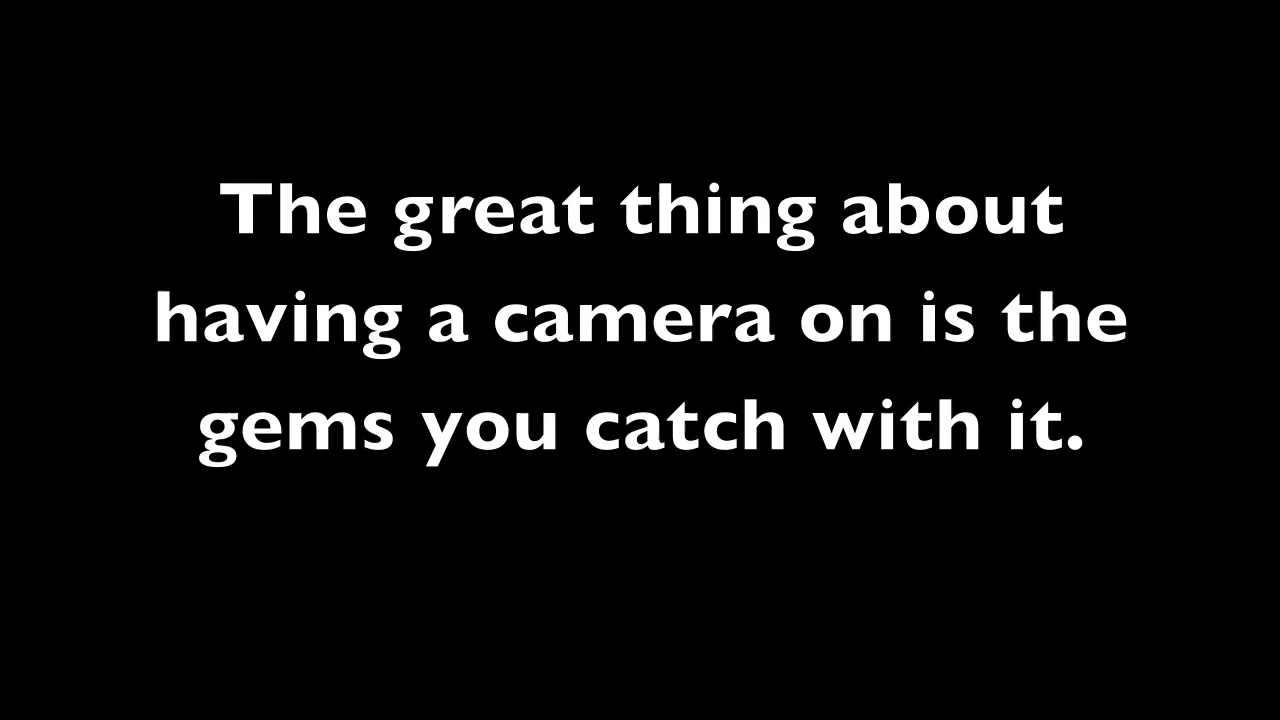 The great thing about
having a camera on is the
gems you catch with it.